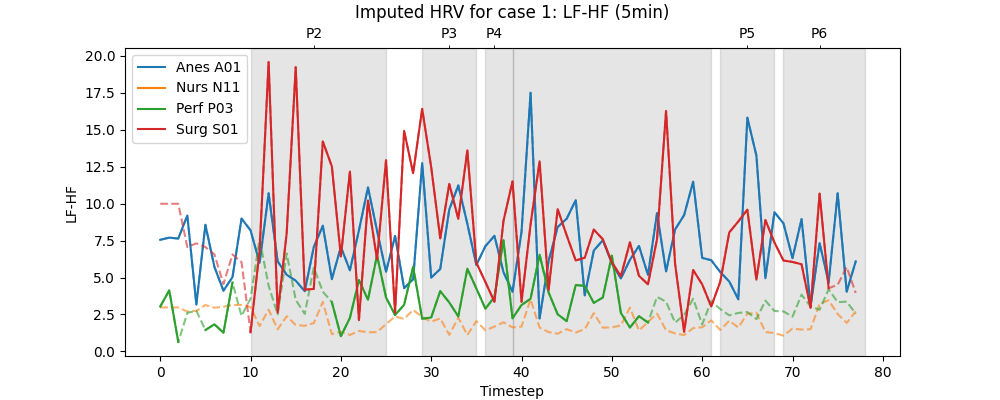 Imputed HRV for case 1: LF-HF (5min)
P2 P3 P4 P5 P6
20.0
17.5
15.0
12.5
10.0
7.5
5.0
2.5
0.0
LF-HF
Anes A01
Nurs N11
Perf P03
Surg S01
0 10 20 30 40 50 60 70 80
Timestep